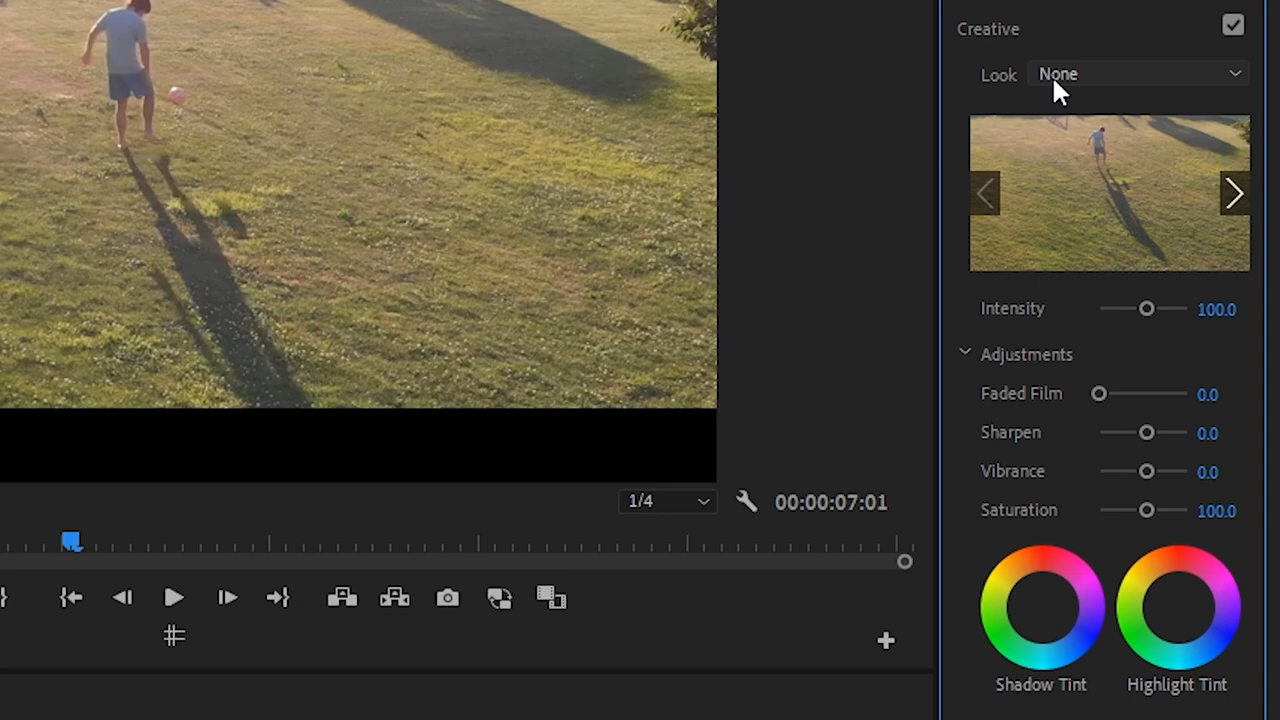 Creative
Look None
Intensity 100.0
Adjustments
Faded Film 0.0
Sharpen 0.0
Vibrance 0.0
1/4 00:00:07:01
Saturation 100.0
Shadow Tint Highlight Tint